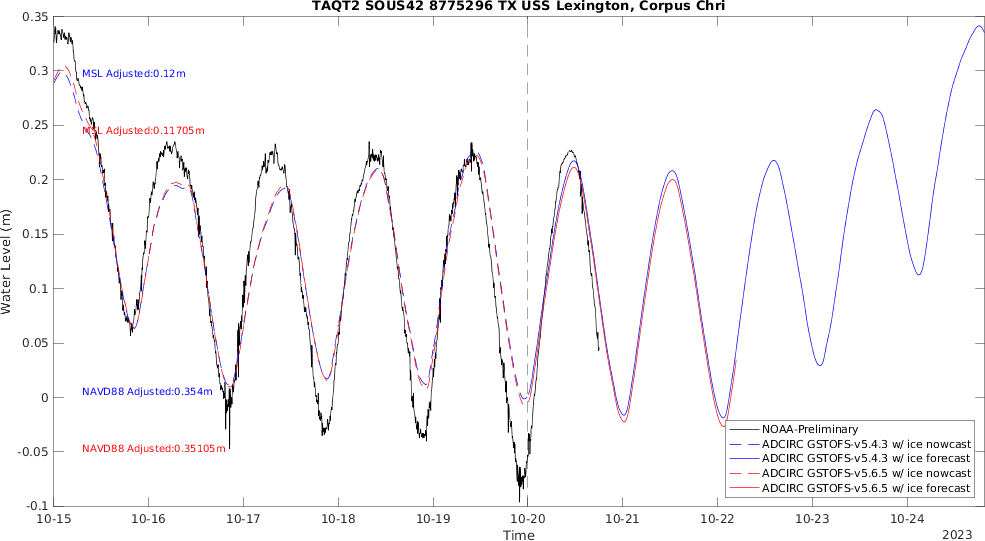 TAQT2 SOUS42 8775296 TX USS Lexington, Corpus Chri
0.35
0.3
0.25
0.2
0.15
0.1
0.05
0
-0.05
-0.1
Water Level (m)
MSL Adjusted:0.12m
MSL Adjusted:0.11705m
NAVD88 Adjusted:0.354m
NAVD88 Adjusted:0.35105m
NOAA-Preliminary
ADCIRC GSTOFS-v5.4.3 w/ ice nowcast
ADCIRC GSTOFS-v5.4.3 w/ ice forecast
ADCIRC GSTOFS-v5.6.5 w/ ice nowcast
ADCIRC GSTOFS-v5.6.5 w/ ice forecast
10-15 10-16 10-17 10-18 10-19 10-20 10-21 10-22 10-23 10-24
Time
2023